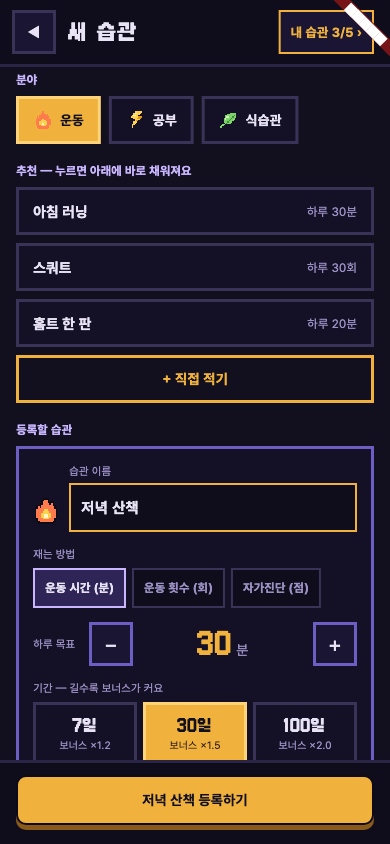 ◀ 새 습관 내 습관 3/5 ›
분야
운동 공부 식습관
추천 — 누르면 아래에 바로 채워져요
아침 러닝 하루 30분
스쿼트 하루 30회
홈트 한 판 하루 20분
+ 직접 적기
등록할 습관
습관 이름
저녁 산책
재는 방법
운동 시간 (분) 운동 횟수 (회) 자가진단 (점)
하루 목표 − 30 분 +
기간 — 길수록 보너스가 커요
7일 30일 100일
보너스 ×1.2 보너스 ×1.5 보너스 ×2.0
저녁 산책 등록하기